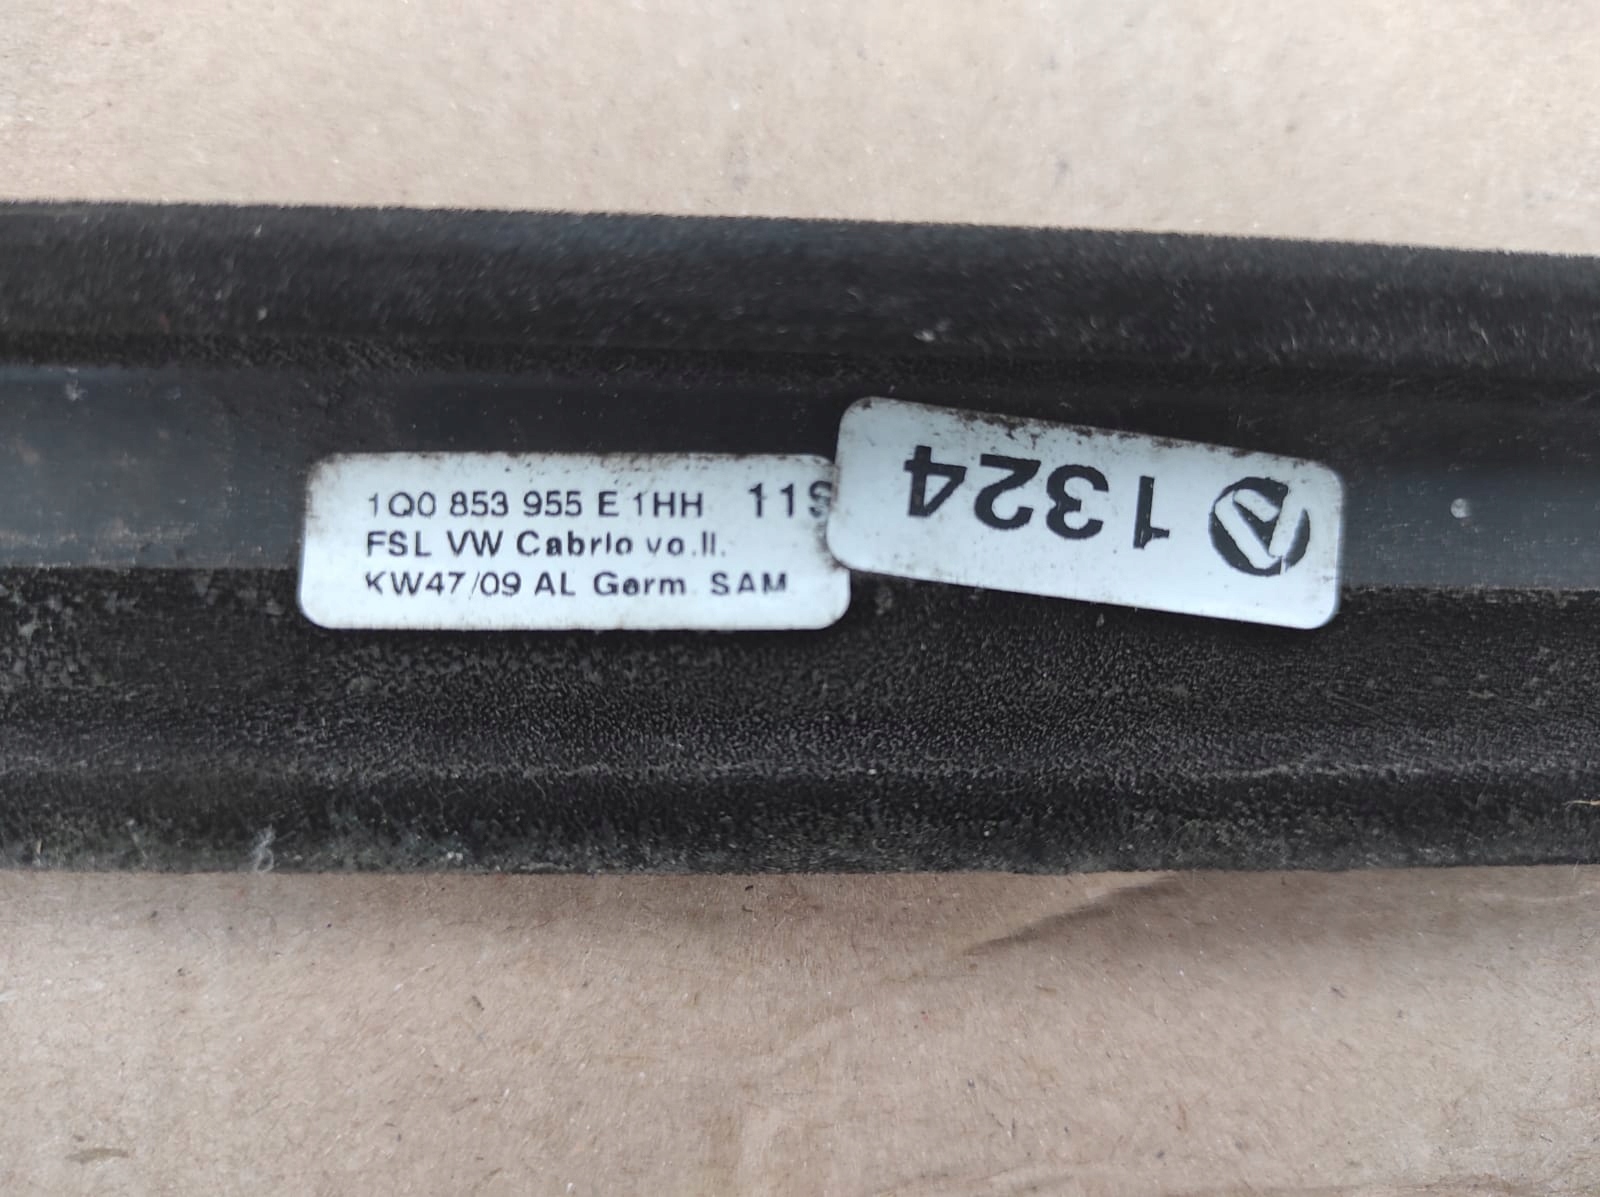 1Q0 853 955 E 1HH 11S
FSL VW Cabrio vo.li.
KW47/09 AL Germ. SAM
1324